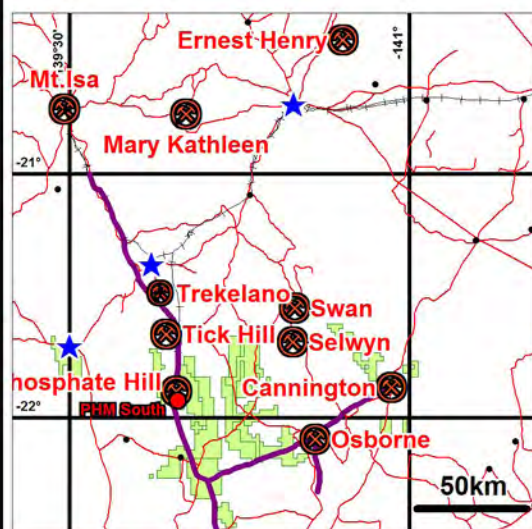 139°30'
-141°
Ernest Henry
Mt.Isa
Mary Kathleen
-21°
Trekelano
Swan
Tick Hill
Selwyn
hosphate Hill
Cannington
PHM South
-22°
Osborne
50km